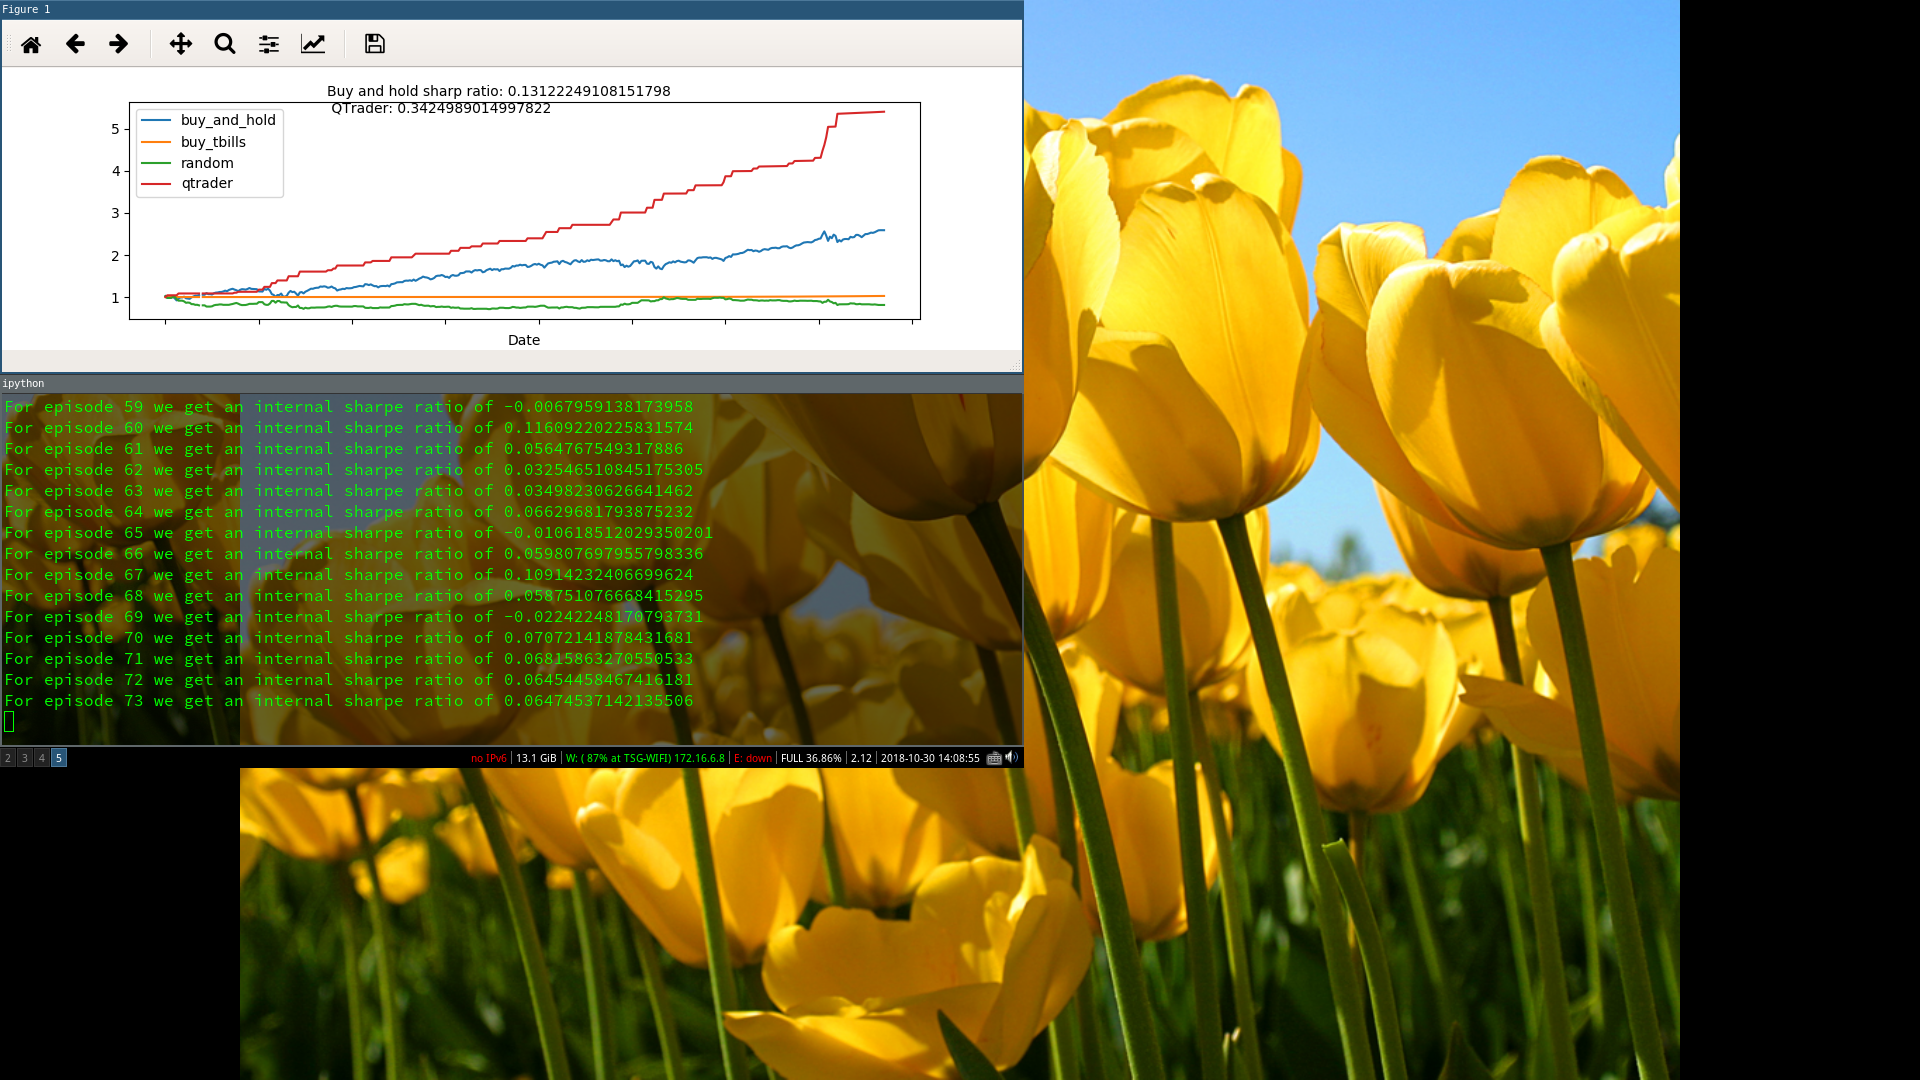 Figure 1
Buy and hold sharp ratio: 0.13122249108151798
QTrader: 0.3424989014997822
buy_and_hold
buy_tbills
random
qtrader
5
4
3
2
1
Date
ipython
For episode 59 we get an internal sharpe ratio of -0.0067959138173958
For episode 60 we get an internal sharpe ratio of 0.11609220225831574
For episode 61 we get an internal sharpe ratio of 0.0564767549317886
For episode 62 we get an internal sharpe ratio of 0.032546510845175305
For episode 63 we get an internal sharpe ratio of 0.03498230626641462
For episode 64 we get an internal sharpe ratio of 0.06629681793875232
For episode 65 we get an internal sharpe ratio of -0.010618512029350201
For episode 66 we get an internal sharpe ratio of 0.059807697955798336
For episode 67 we get an internal sharpe ratio of 0.10914232406699624
For episode 68 we get an internal sharpe ratio of 0.058751076668415295
For episode 69 we get an internal sharpe ratio of -0.02242248170793731
For episode 70 we get an internal sharpe ratio of 0.07072141878431681
For episode 71 we get an internal sharpe ratio of 0.06815863270550533
For episode 72 we get an internal sharpe ratio of 0.06454458467416181
For episode 73 we get an internal sharpe ratio of 0.06474537142135506
2 3 4 5 no IPv6 | 13.1 GiB | W: ( 87% at TSG-WIFI) 172.16.6.8 | E: down | FULL 36.86% | 2.12 | 2018-10-30 14:08:55